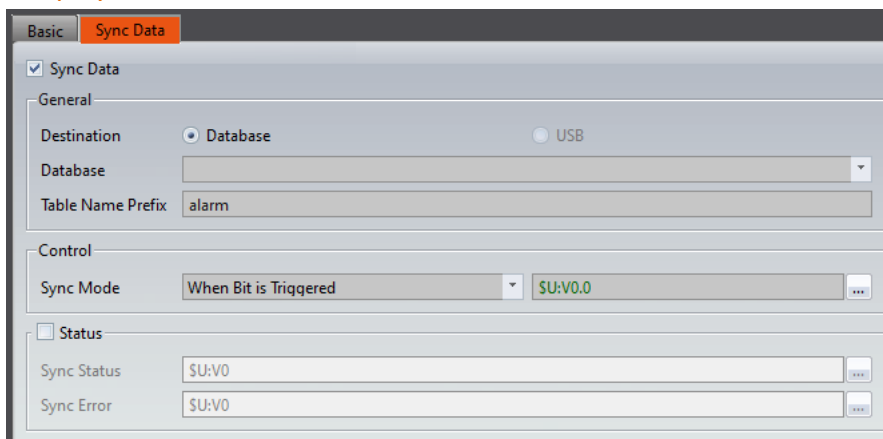 Basic Sync Data
Sync Data
General
Destination Database USB
Database
Table Name Prefix alarm
Control
Sync Mode When Bit is Triggered $U:V0.0 ...
Status
Sync Status $U:V0 ...
Sync Error $U:V0 ...